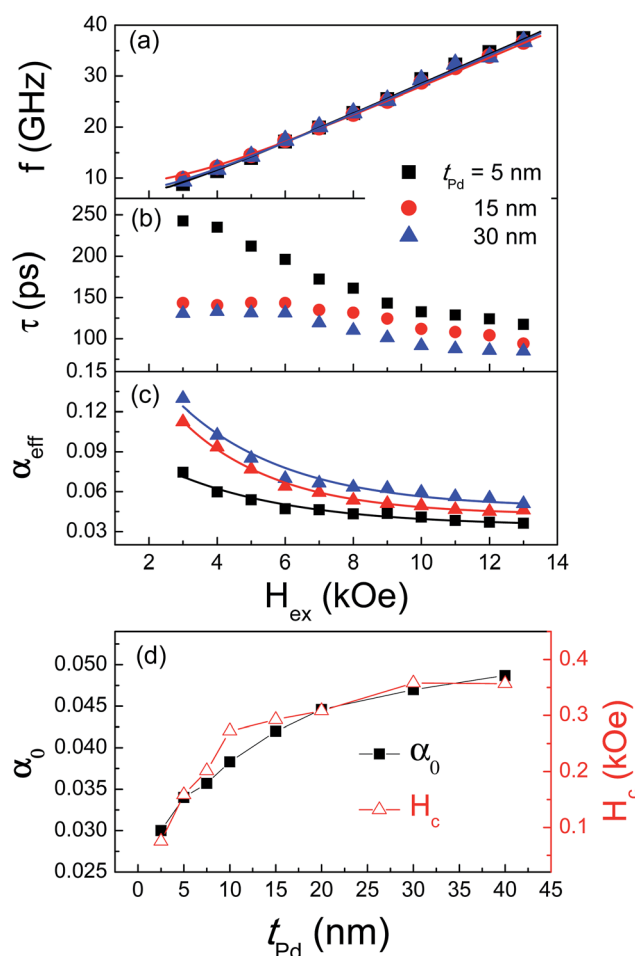 (a)
f (GHz)
40
30
20
10
t_Pd = 5 nm
15 nm
30 nm
(b)
τ (ps)
250
200
150
100
0.15
(c)
α_eff
0.12
0.09
0.06
0.03
2 4 6 8 10 12 14
H_ex (kOe)
(d)
α_0
0.050
0.045
0.040
0.035
0.030
0.025
α_0
H_c
0.4
0.3
0.2
0.1
H_c (kOe)
0 5 10 15 20 25 30 35 40 45
t_Pd (nm)